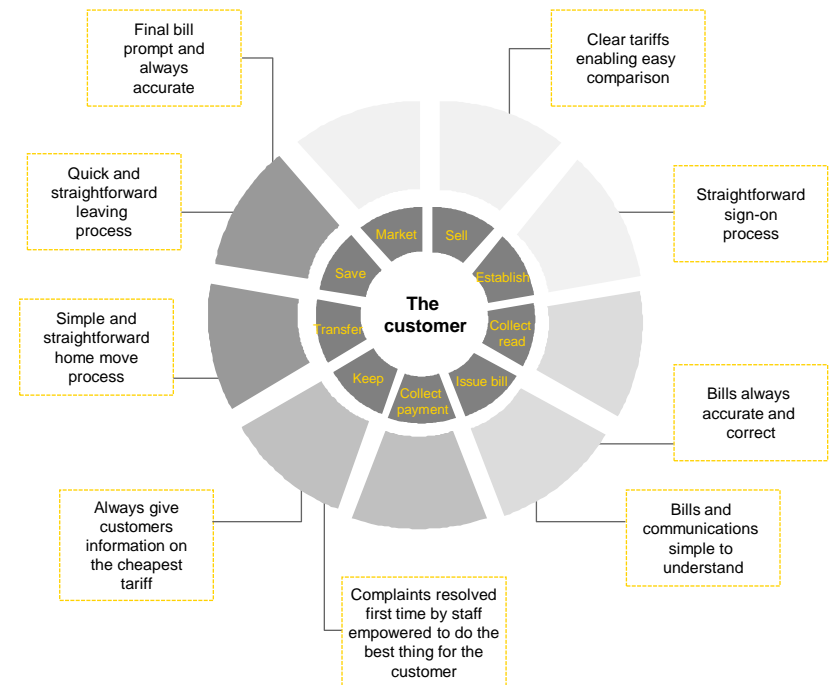 Final bill
prompt and
always
accurate
Clear tariffs
enabling easy
comparison
Quick and
straightforward
leaving
process
Straightforward
sign-on
process
Market
Sell
Save
Establish
The
customer
Transfer
Collect
read
Keep
Issue bill
Collect
payment
Simple and
straightforward
home move
process
Bills always
accurate and
correct
Always give
customers
information on
the cheapest
tariff
Bills and
communications
simple to
understand
Complaints resolved
first time by staff
empowered to do the
best thing for the
customer